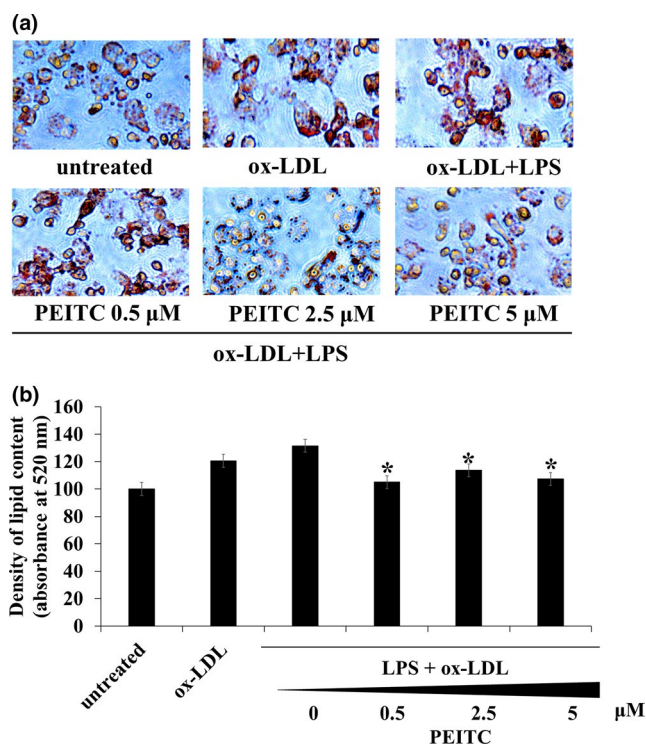 (a)
untreated ox-LDL ox-LDL+LPS
PEITC 0.5 μM PEITC 2.5 μM PEITC 5 μM
ox-LDL+LPS
(b)
Density of lipid content
(absorbance at 520 nm)
160
140
120
100
80
60
40
20
0
* * *
untreated ox-LDL
LPS + ox-LDL
0 0.5 2.5 5 μM
PEITC